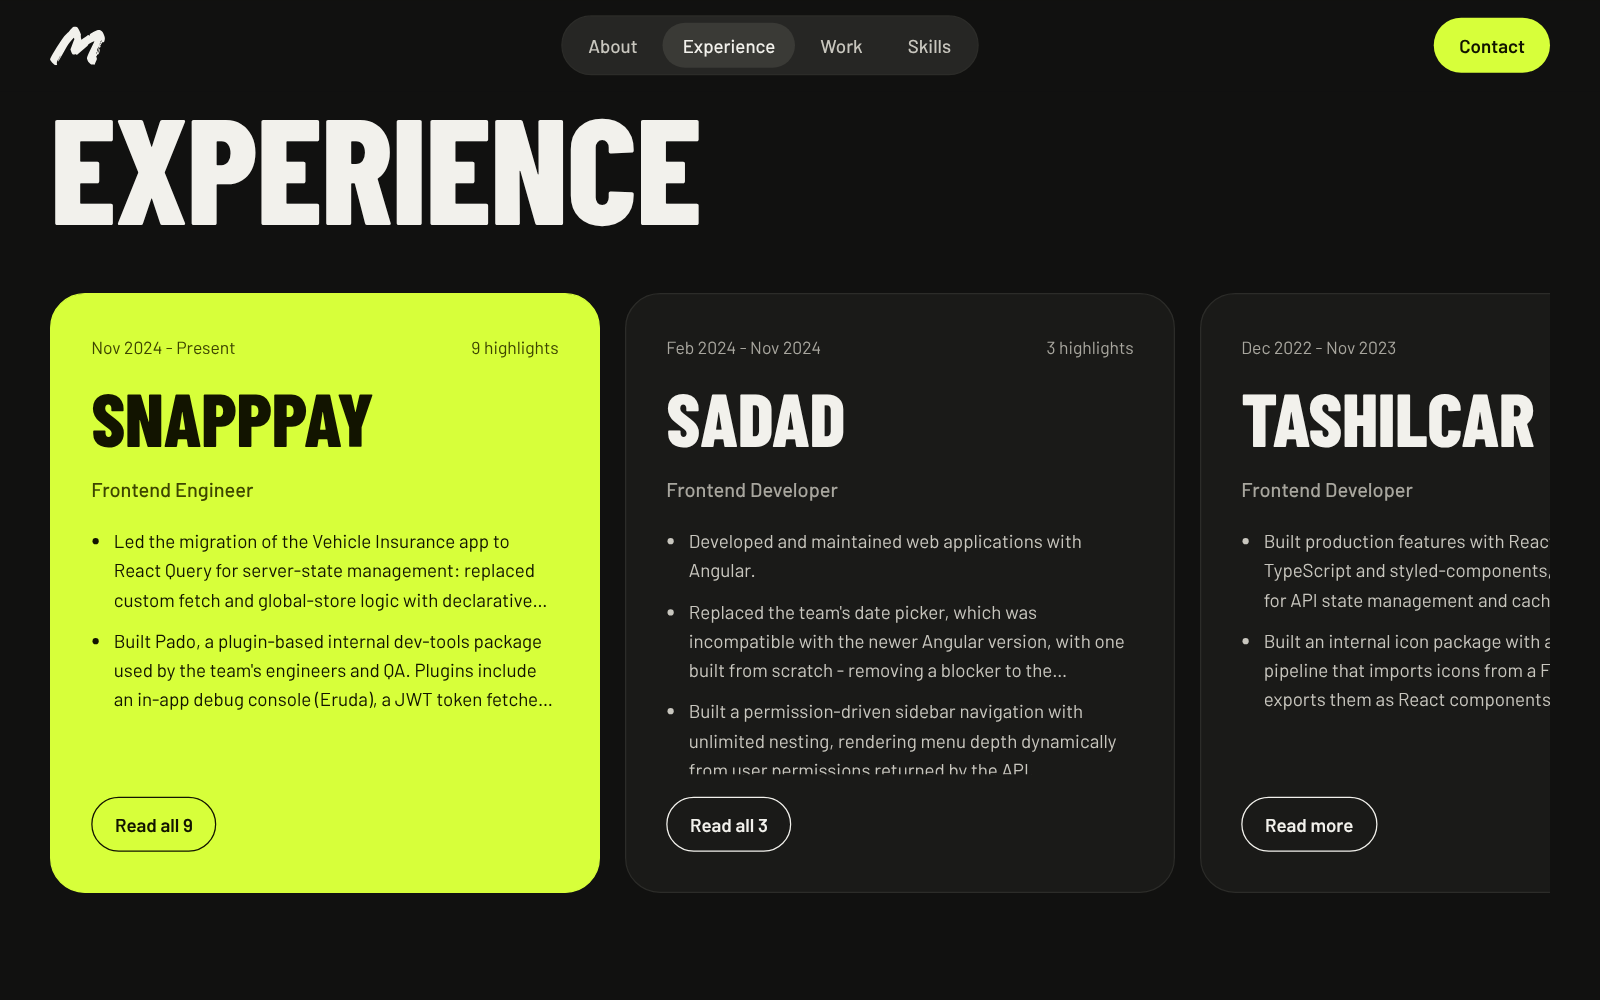 M
About
Experience
Work
Skills
Contact
EXPERIENCE
Nov 2024 - Present
9 highlights
SNAPPPAY
Frontend Engineer
• Led the migration of the Vehicle Insurance app to
React Query for server-state management: replaced
custom fetch and global-store logic with declarative...
• Built Pado, a plugin-based internal dev-tools package
used by the team's engineers and QA. Plugins include
an in-app debug console (Eruda), a JWT token fetche...
Read all 9
Feb 2024 - Nov 2024
3 highlights
SADAD
Frontend Developer
• Developed and maintained web applications with
Angular.
• Replaced the team's date picker, which was
incompatible with the newer Angular version, with one
built from scratch - removing a blocker to the...
• Built a permission-driven sidebar navigation with
unlimited nesting, rendering menu depth dynamically
from user permissions returned by the API
Read all 3
Dec 2022 - Nov 2023
TASHILCAR
Frontend Developer
• Built production features with Reac
TypeScript and styled-components,
for API state management and cach
• Built an internal icon package with a
pipeline that imports icons from a F
exports them as React components
Read more